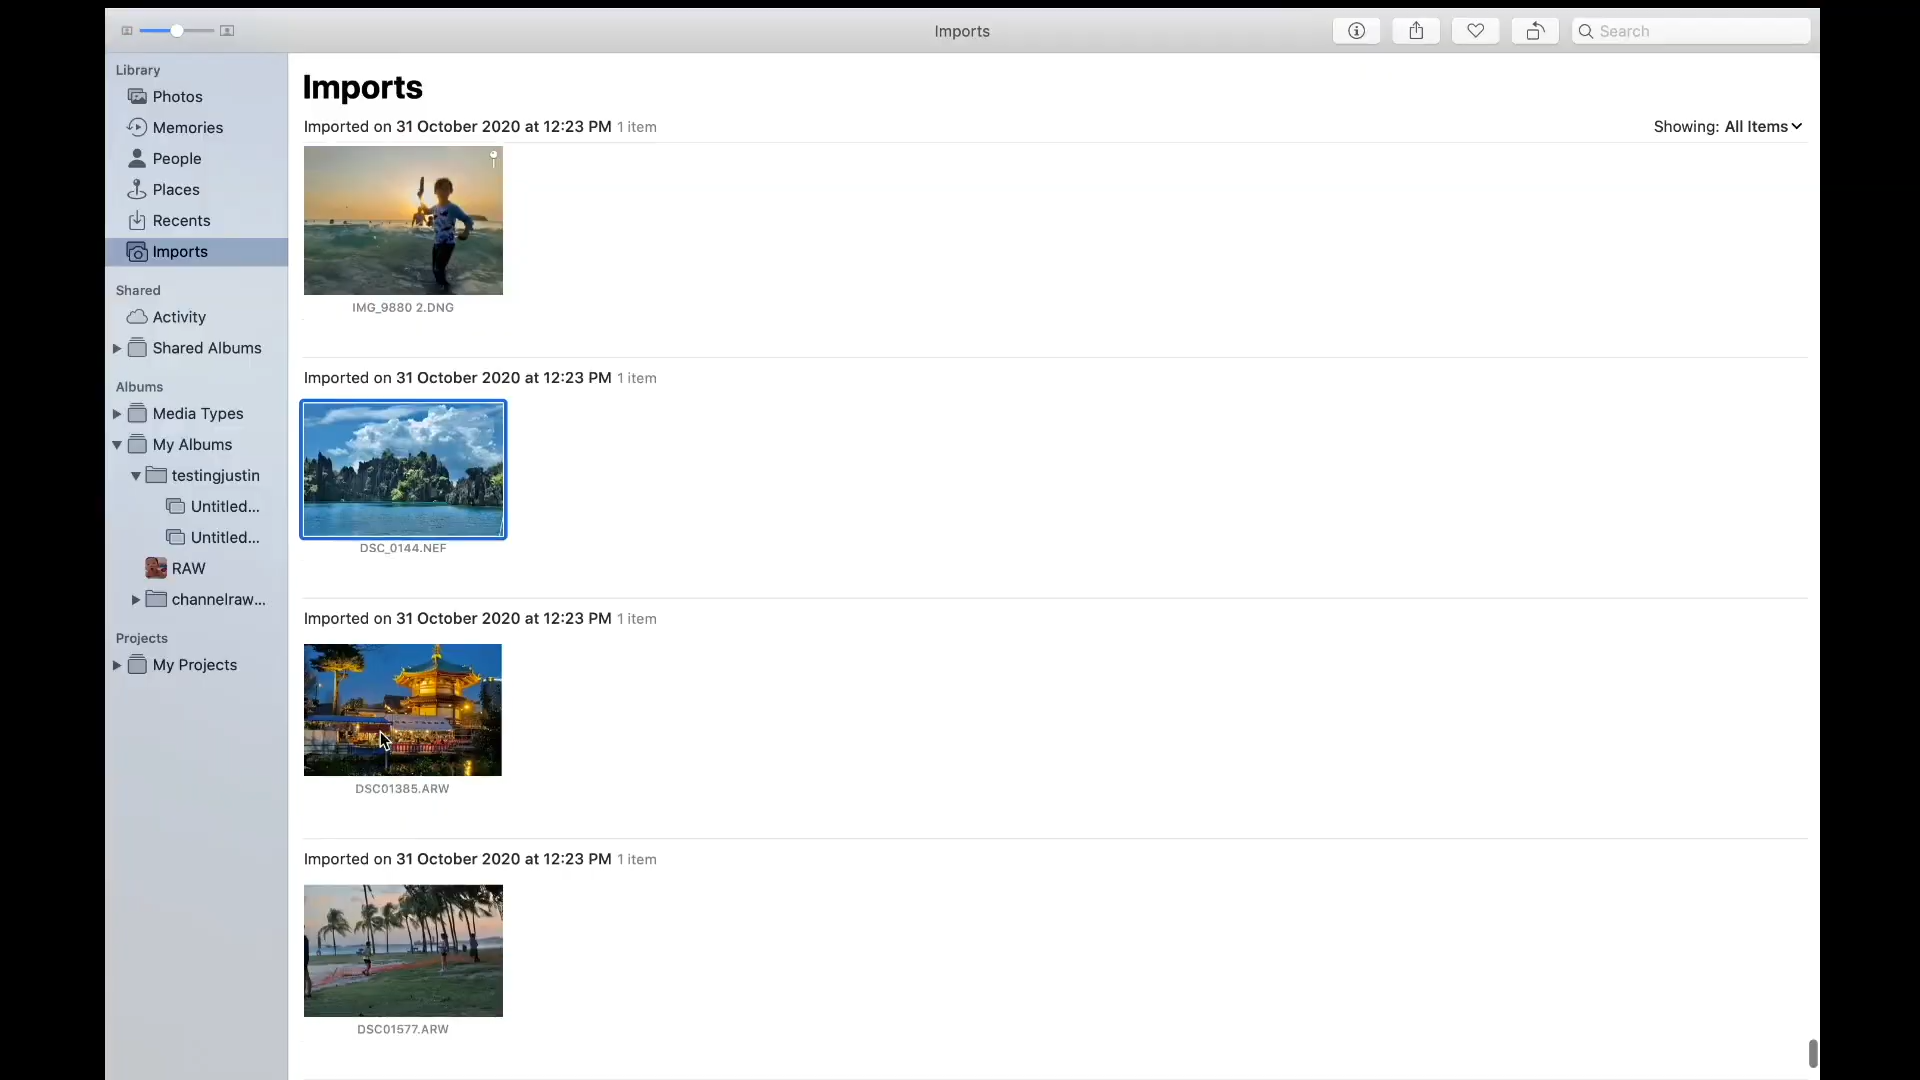 Imports
Search
Library
Photos
Memories
People
Places
Recents
Imports
Shared
Activity
Shared Albums
Albums
Media Types
My Albums
testingjustin
Untitled...
Untitled...
RAW
channelraw...
Projects
My Projects
Imports
Imported on 31 October 2020 at 12:23 PM 1 item
Showing: All Items
IMG_9880 2.DNG
Imported on 31 October 2020 at 12:23 PM 1 item
DSC_0144.NEF
Imported on 31 October 2020 at 12:23 PM 1 item
DSC01385.ARW
Imported on 31 October 2020 at 12:23 PM 1 item
DSC01577.ARW